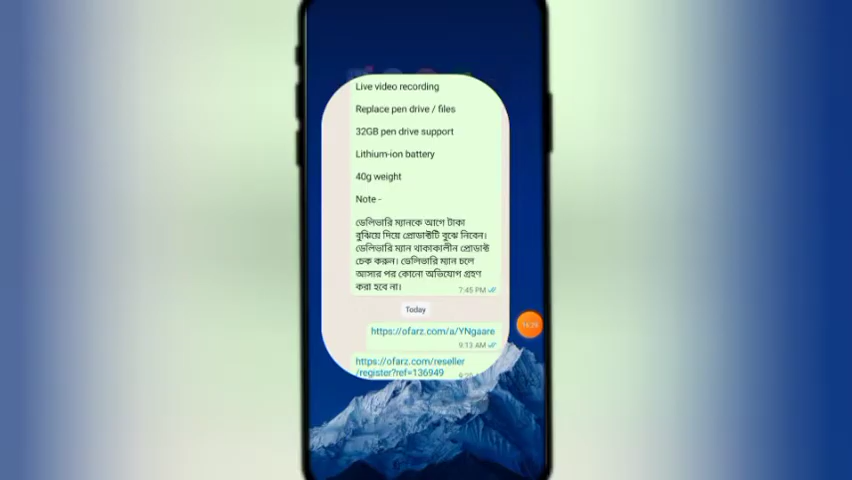 Live video recording
Replace pen drive / files
32GB pen drive support
Lithium-ion battery
40g weight
Note -
ডেলিভারি ম্যানকে আগে টাকা
বুঝিয়ে দিয়ে প্রোডাক্টটি বুঝে নিবেন।
ডেলিভারি ম্যান থাকাকালীন প্রোডাক্ট
চেক করুন। ডেলিভারি ম্যান চলে
আসার পর কোনো অভিযোগ গ্রহণ
করা হবে না।
7:45 PM
Today
https://ofarz.com/a/YNgaare
9:13 AM
https://ofarz.com/reseller
/register?ref=136949